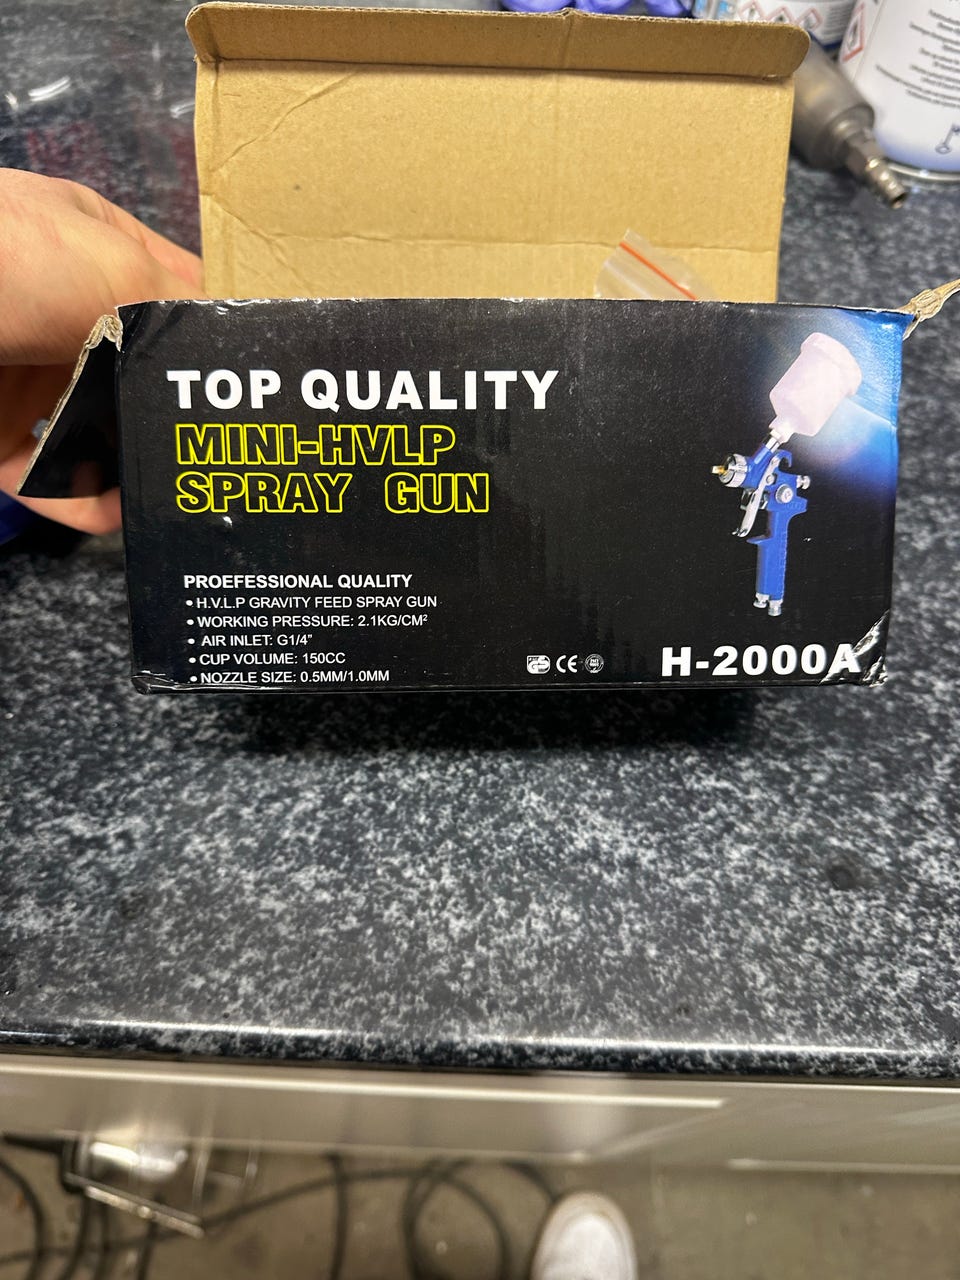 TOP QUALITY
MINI-HVLP
SPRAY GUN
PROEFESSIONAL QUALITY
• H.V.L.P GRAVITY FEED SPRAY GUN
• WORKING PRESSURE: 2.1KG/CM²
• AIR INLET: G1/4"
• CUP VOLUME: 150CC
• NOZZLE SIZE: 0.5MM/1.0MM
CE
H-2000A